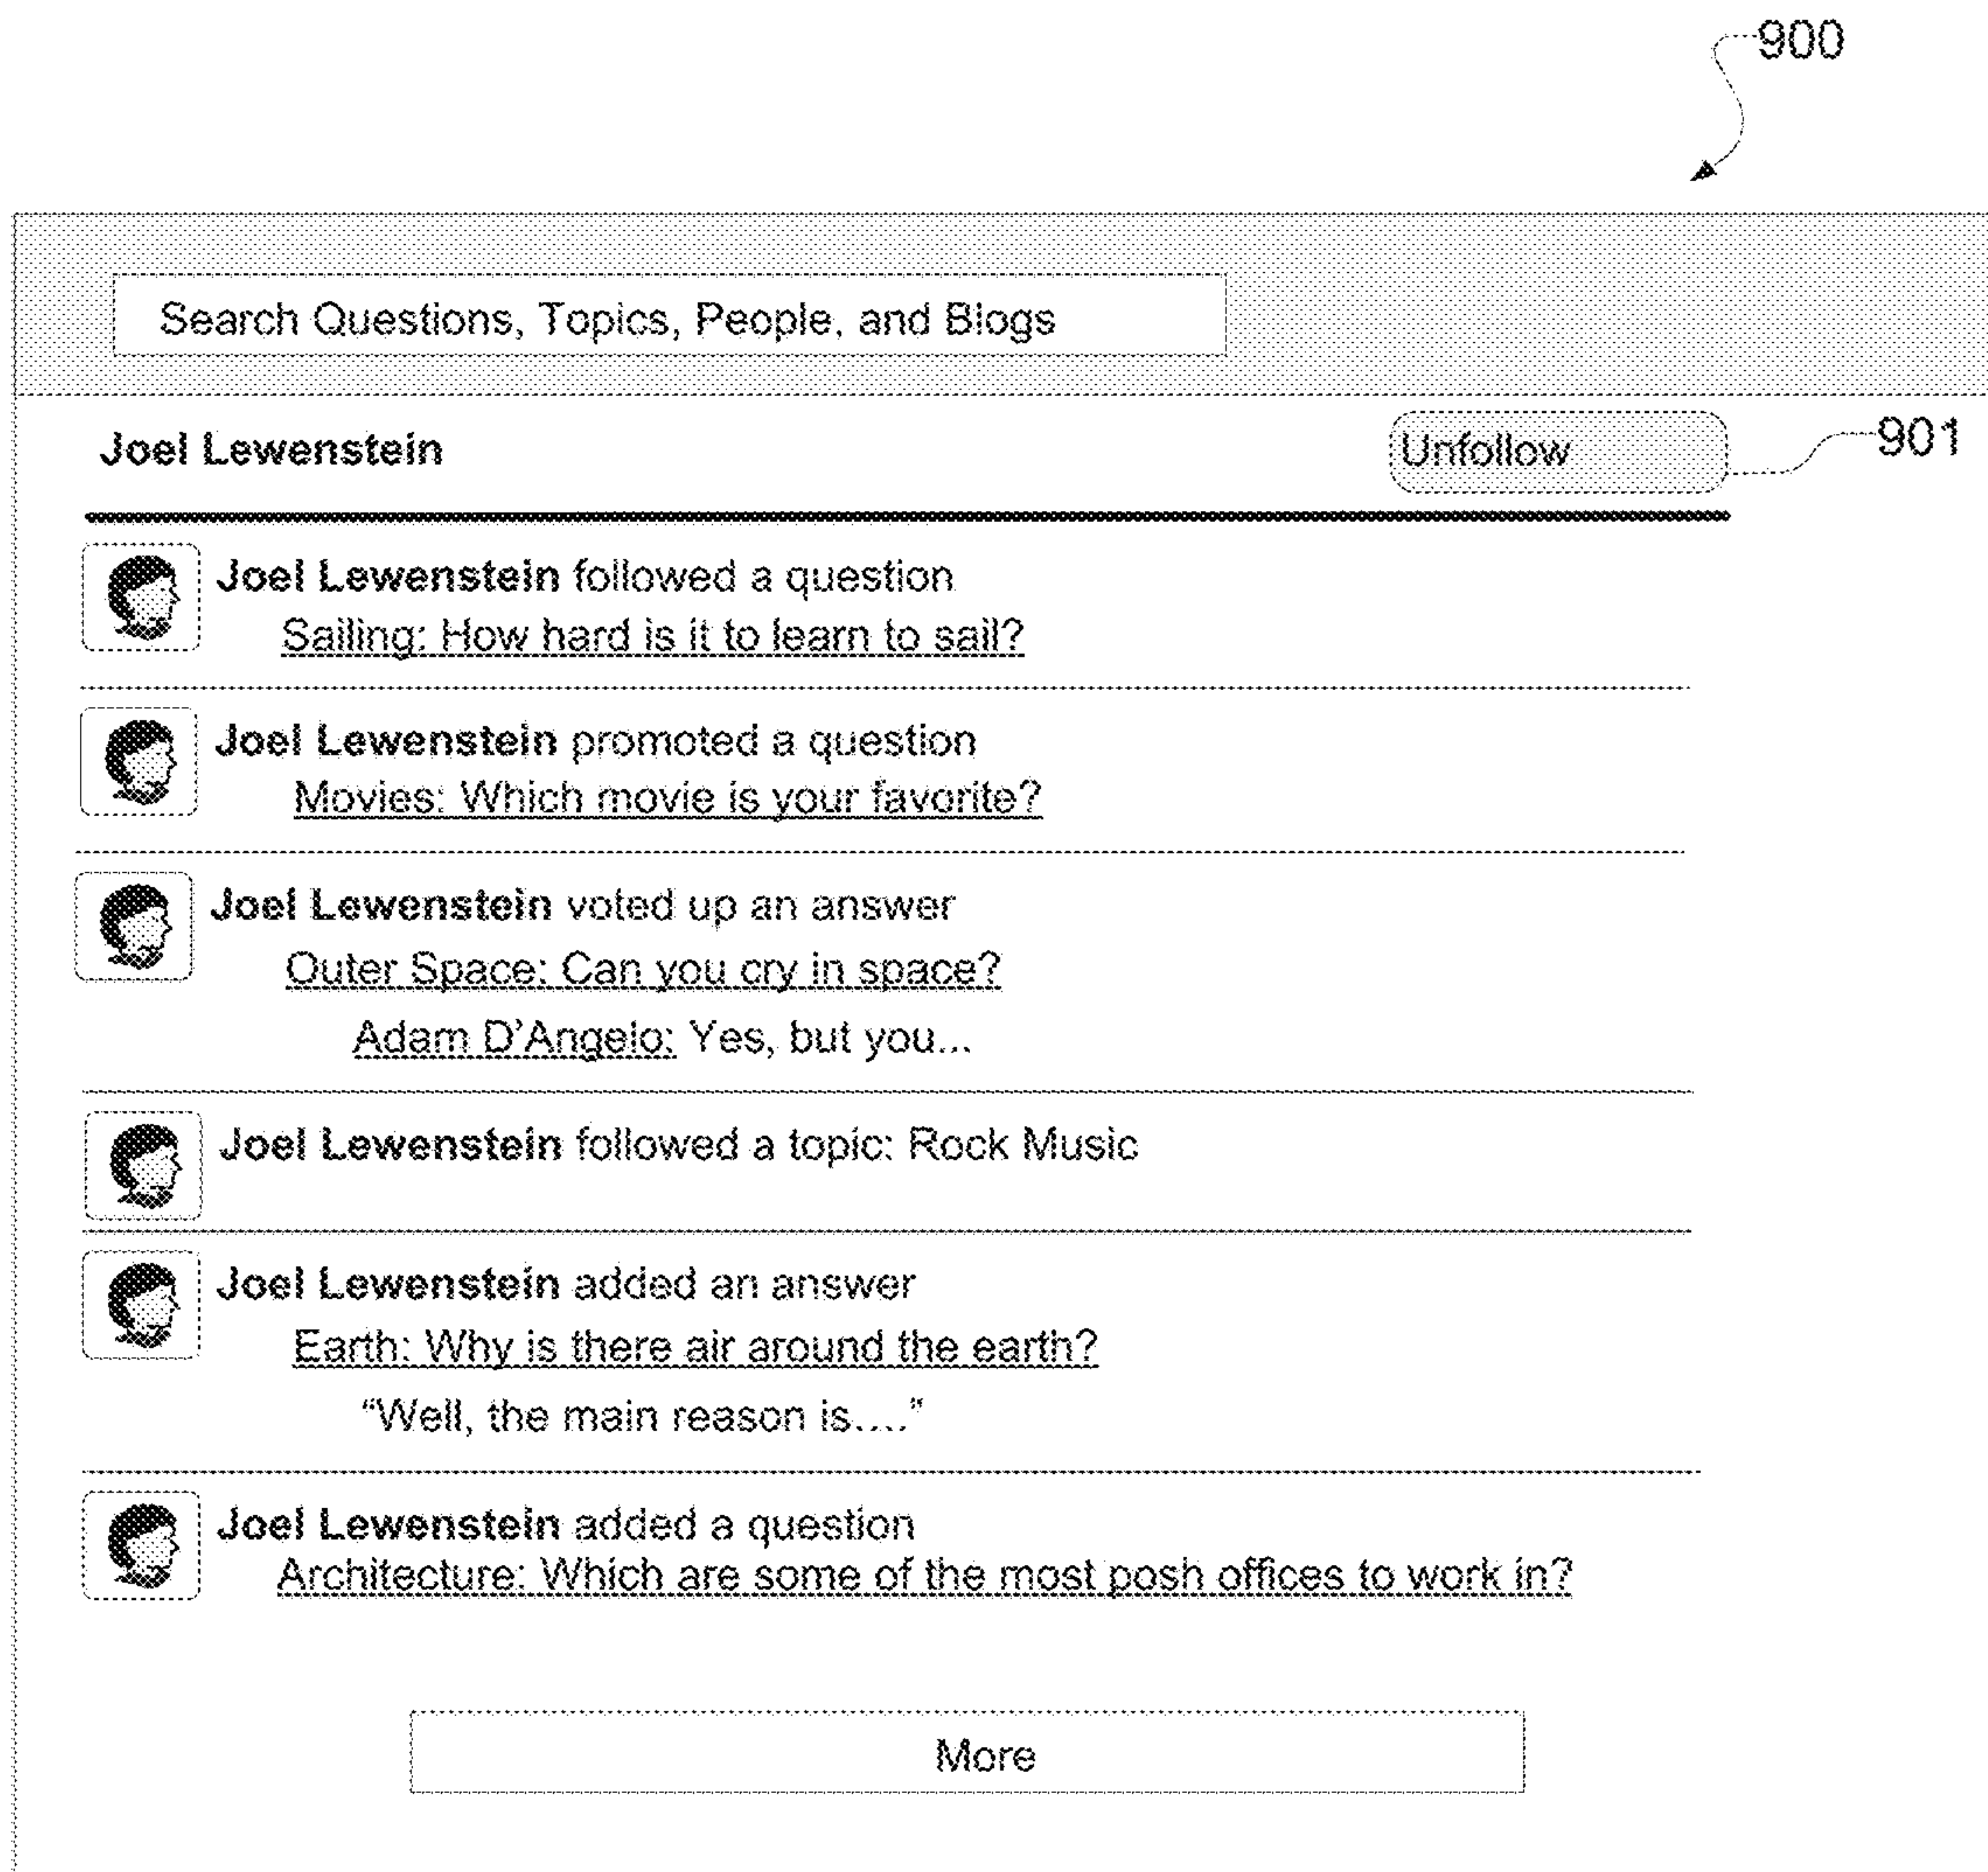 900
Search Questions, Topics, People, and Blogs
Joel Lewenstein
Unfollow
901
Joel Lewenstein followed a question
Sailing: How hard is it to learn to sail?
Joel Lewenstein promoted a question
Movies: Which movie is your favorite?
Joel Lewenstein voted up an answer
Outer Space: Can you cry in space?
Adam D'Angelo: Yes, but you...
Joel Lewenstein followed a topic: Rock Music
Joel Lewenstein added an answer
Earth: Why is there air around the earth?
“Well, the main reason is....”
Joel Lewenstein added a question
Architecture: Which are some of the most posh offices to work in?
More